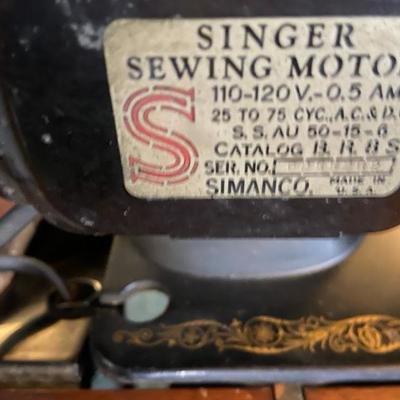 SINGER
SEWING MOTO
110-120 V.-0.5 AM
25 TO 75 CYC., A.C. & D.C
S. S. AU 50-15-6
CATALOG B. R. 8 S
SER. NO.
SIMANCO. MADE IN
U. S. A.
S